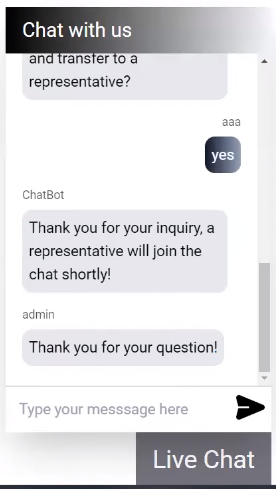 Chat with us
and transfer to a
representative?
aaa
yes
ChatBot
Thank you for your inquiry, a
representative will join the
chat shortly!
admin
Thank you for your question!
Type your messsage here
Live Chat